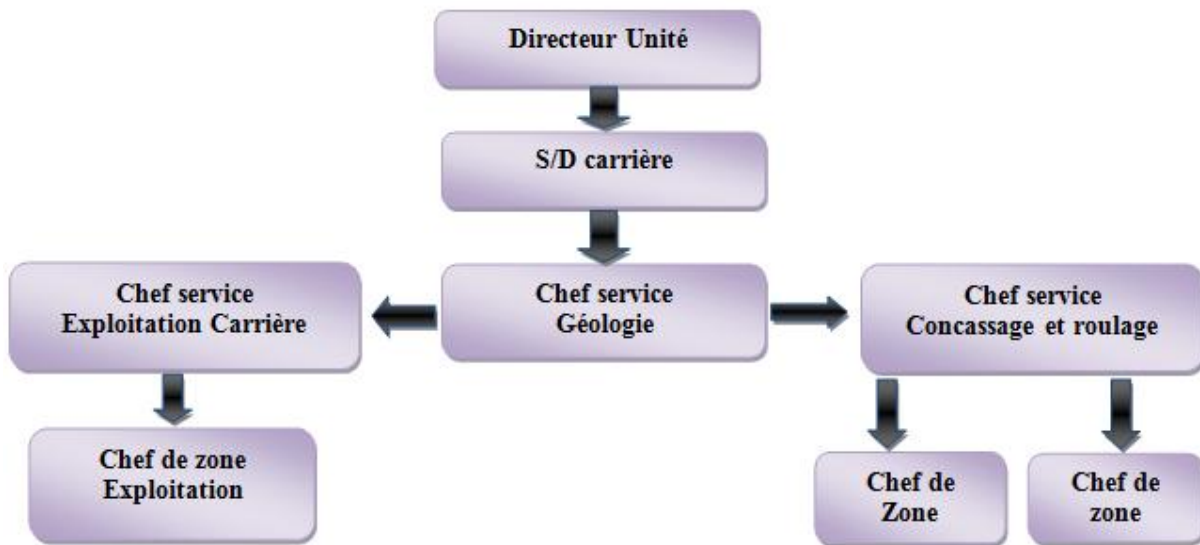 Directeur Unité
S/D carrière
Chef service
Exploitation Carrière
Chef service
Géologie
Chef service
Concassage et roulage
Chef de zone
Exploitation
Chef de
Zone
Chef de
zone